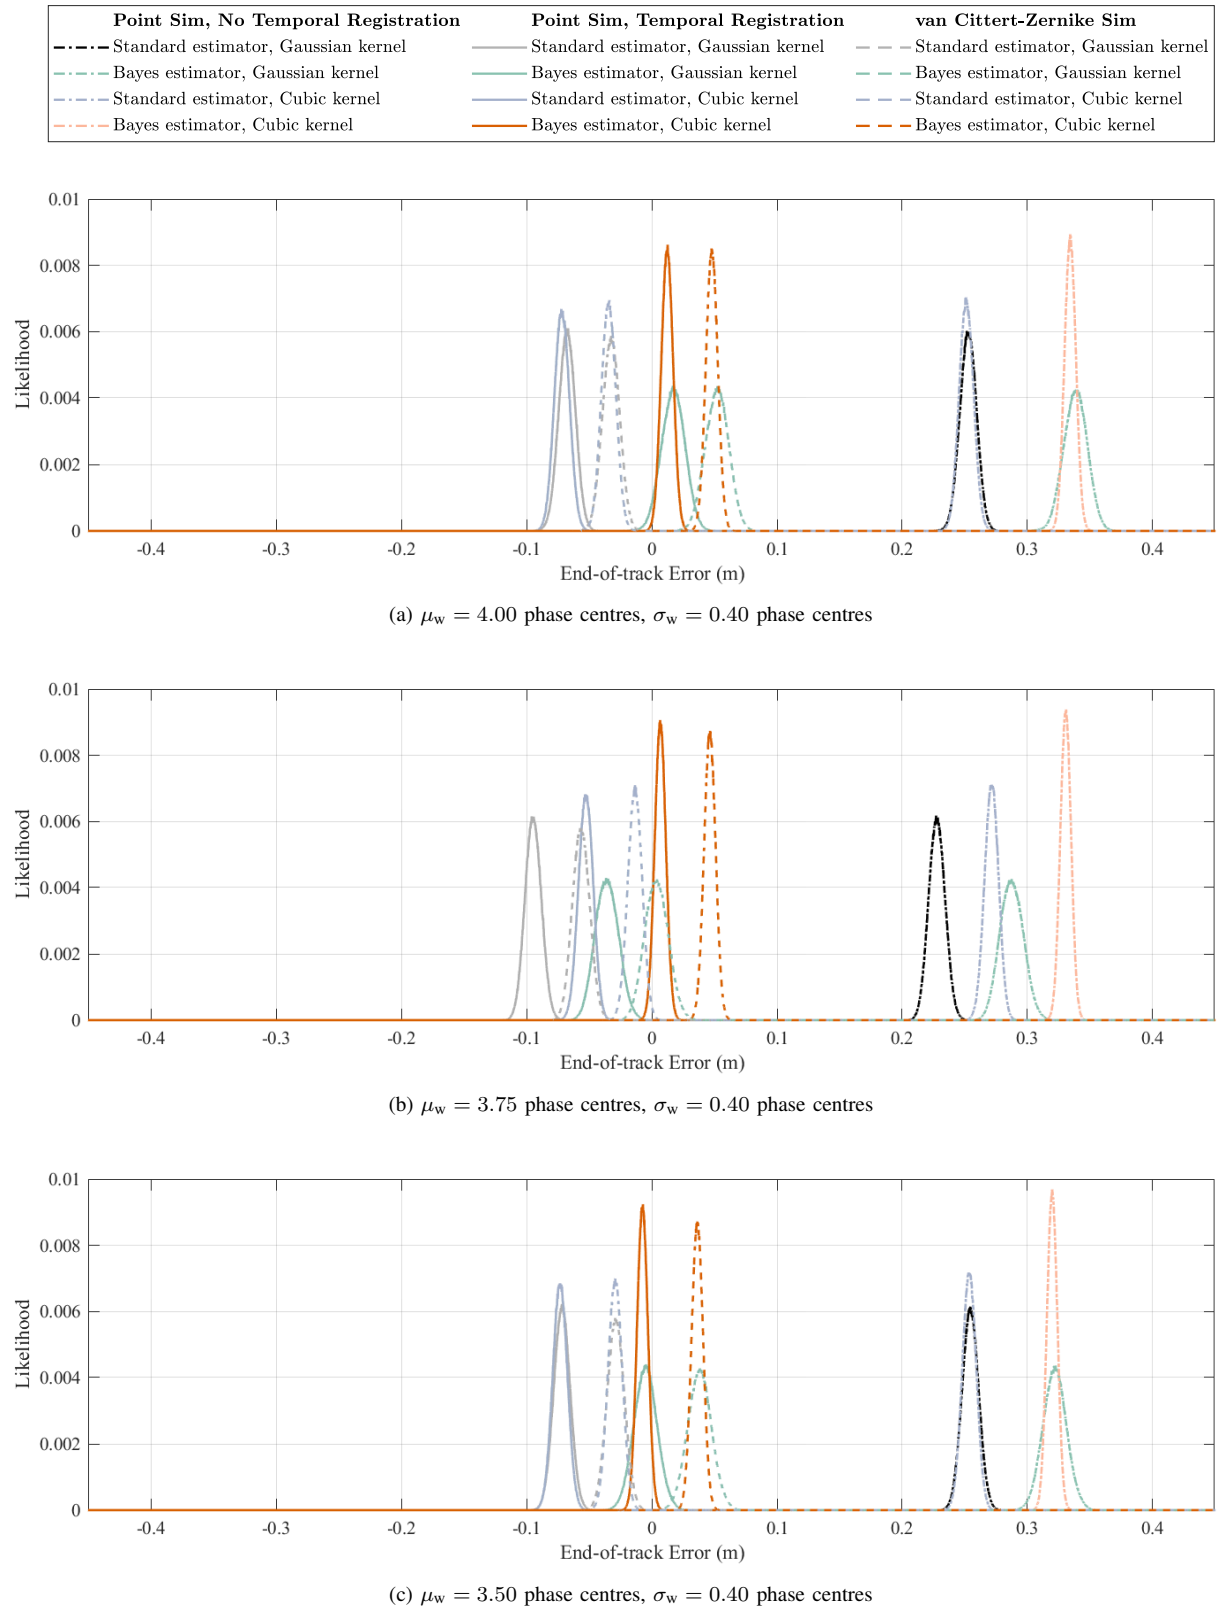 Point Sim, No Temporal Registration Point Sim, Temporal Registration van Cittert-Zernike Sim
Standard estimator, Gaussian kernel Standard estimator, Gaussian kernel Standard estimator, Gaussian kernel
Bayes estimator, Gaussian kernel Bayes estimator, Gaussian kernel Bayes estimator, Gaussian kernel
Standard estimator, Cubic kernel Standard estimator, Cubic kernel Standard estimator, Cubic kernel
Bayes estimator, Cubic kernel Bayes estimator, Cubic kernel Bayes estimator, Cubic kernel
0.01
0.008
0.006
0.004
0.002
0
Likelihood
-0.4 -0.3 -0.2 -0.1 0 0.1 0.2 0.3 0.4
End-of-track Error (m)
(a) μw = 4.00 phase centres, σw = 0.40 phase centres
0.01
0.008
0.006
0.004
0.002
0
Likelihood
-0.4 -0.3 -0.2 -0.1 0 0.1 0.2 0.3 0.4
End-of-track Error (m)
(b) μw = 3.75 phase centres, σw = 0.40 phase centres
0.01
0.008
0.006
0.004
0.002
0
Likelihood
-0.4 -0.3 -0.2 -0.1 0 0.1 0.2 0.3 0.4
End-of-track Error (m)
(c) μw = 3.50 phase centres, σw = 0.40 phase centres